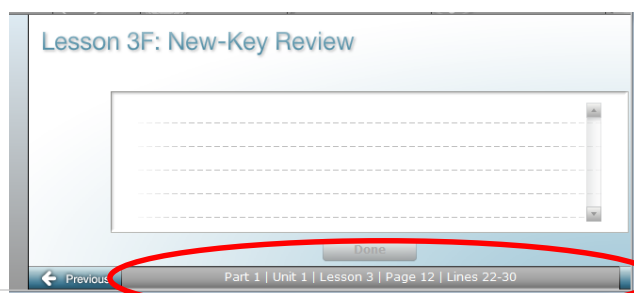 Lesson 3F: New-Key Review
Done
Previous
Part 1 | Unit 1 | Lesson 3 | Page 12 | Lines 22-30